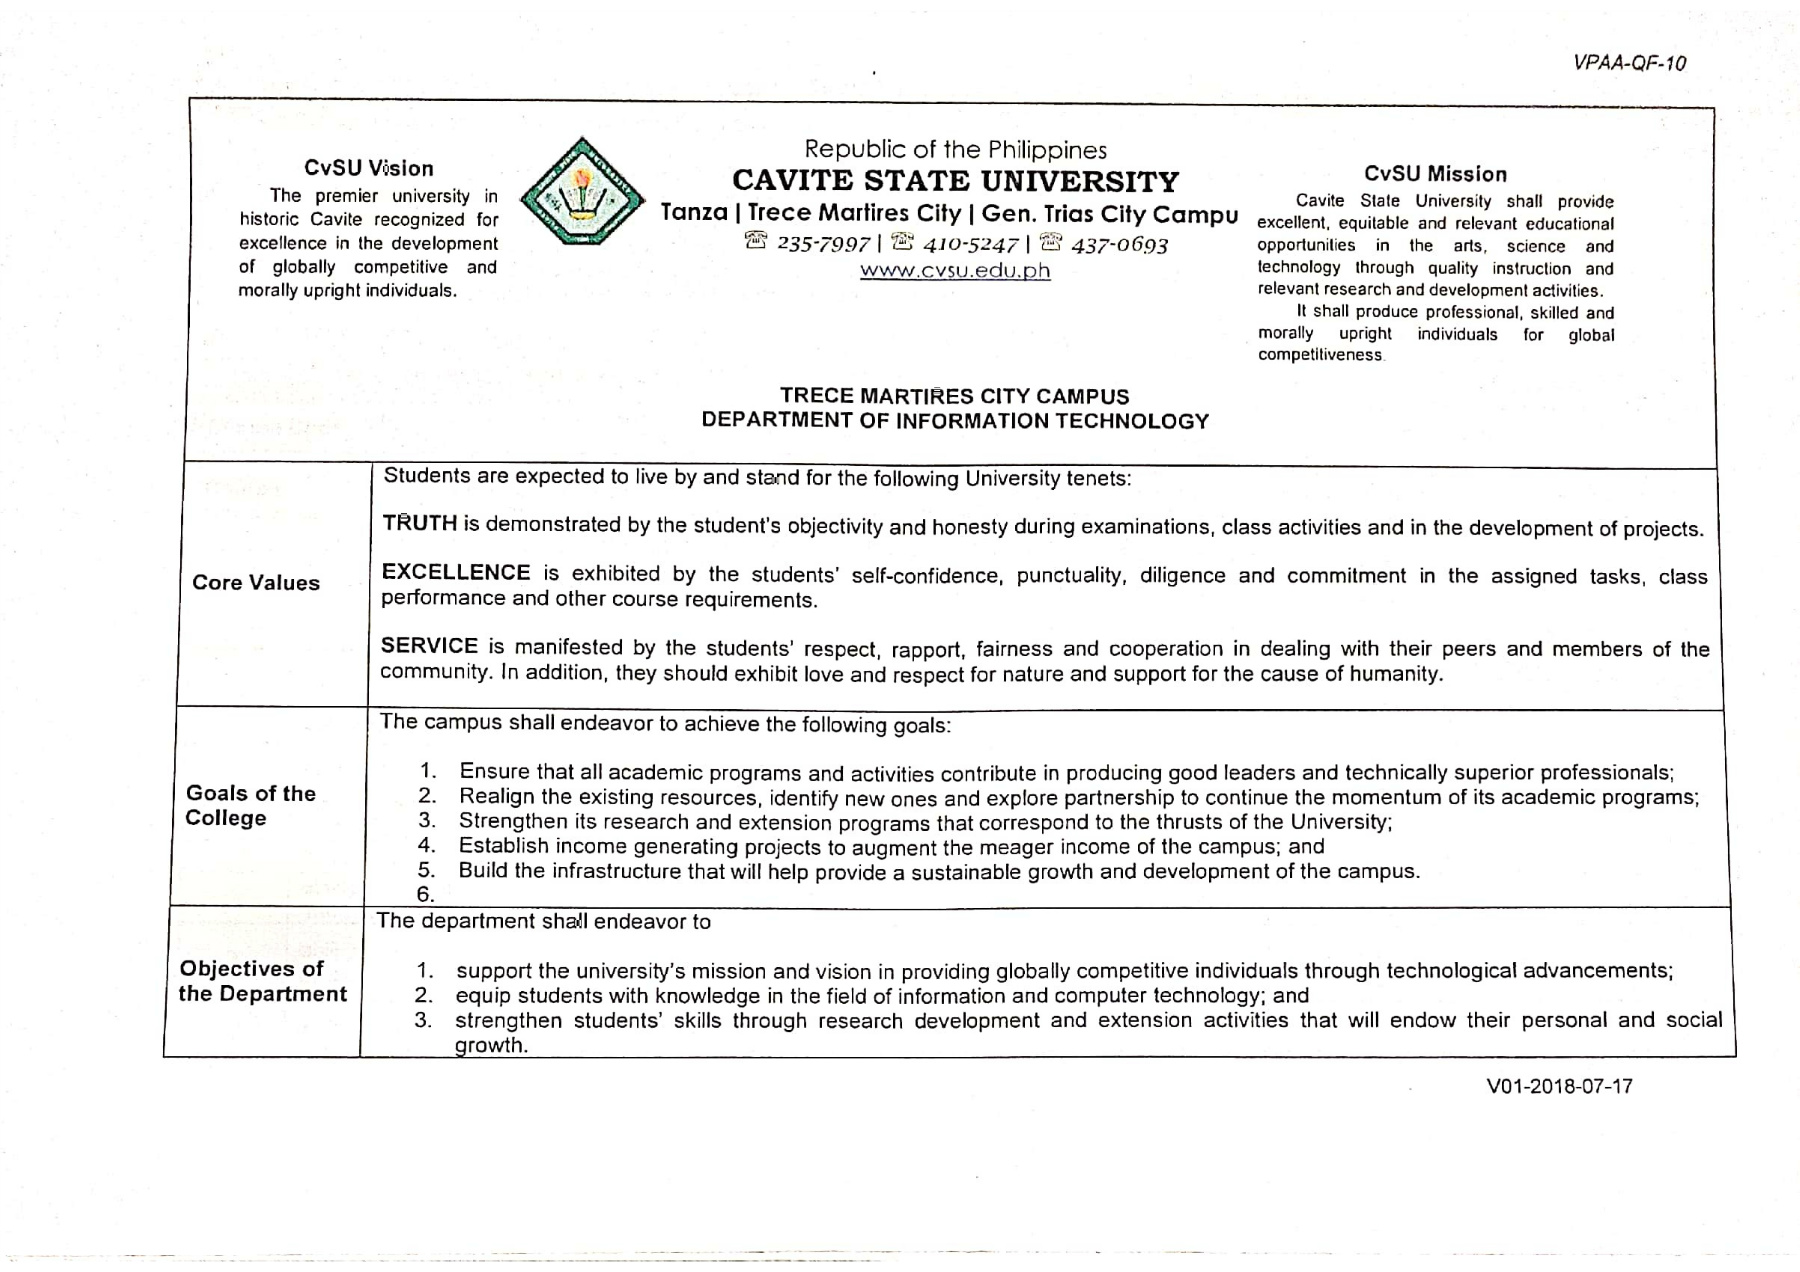 VPAA-QF-10
CvSU Vision
The premier university in
historic Cavite recognized for
excellence in the development
of globally competitive and
morally upright individuals.
Republic of the Philippines
CAVITE STATE UNIVERSITY
Tanza | Trece Martires City | Gen. Trias City Campu
☏ 235-7997 | ☏ 410-5247 | ☏ 437-0693
www.cvsu.edu.ph
CvSU Mission
Cavite State University shall provide
excellent, equitable and relevant educational
opportunities in the arts, science and
technology through quality instruction and
relevant research and development activities.
It shall produce professional, skilled and
morally upright individuals for global
competitiveness.
TRECE MARTIRES CITY CAMPUS
DEPARTMENT OF INFORMATION TECHNOLOGY
Core Values
Students are expected to live by and stand for the following University tenets:
TRUTH is demonstrated by the student's objectivity and honesty during examinations, class activities and in the development of projects.
EXCELLENCE is exhibited by the students' self-confidence, punctuality, diligence and commitment in the assigned tasks, class
performance and other course requirements.
SERVICE is manifested by the students' respect, rapport, fairness and cooperation in dealing with their peers and members of the
community. In addition, they should exhibit love and respect for nature and support for the cause of humanity.
Goals of the
College
The campus shall endeavor to achieve the following goals:
1. Ensure that all academic programs and activities contribute in producing good leaders and technically superior professionals;
2. Realign the existing resources, identify new ones and explore partnership to continue the momentum of its academic programs;
3. Strengthen its research and extension programs that correspond to the thrusts of the University;
4. Establish income generating projects to augment the meager income of the campus; and
5. Build the infrastructure that will help provide a sustainable growth and development of the campus.
6.
Objectives of
the Department
The department shall endeavor to
1. support the university's mission and vision in providing globally competitive individuals through technological advancements;
2. equip students with knowledge in the field of information and computer technology; and
3. strengthen students' skills through research development and extension activities that will endow their personal and social
growth.
V01-2018-07-17